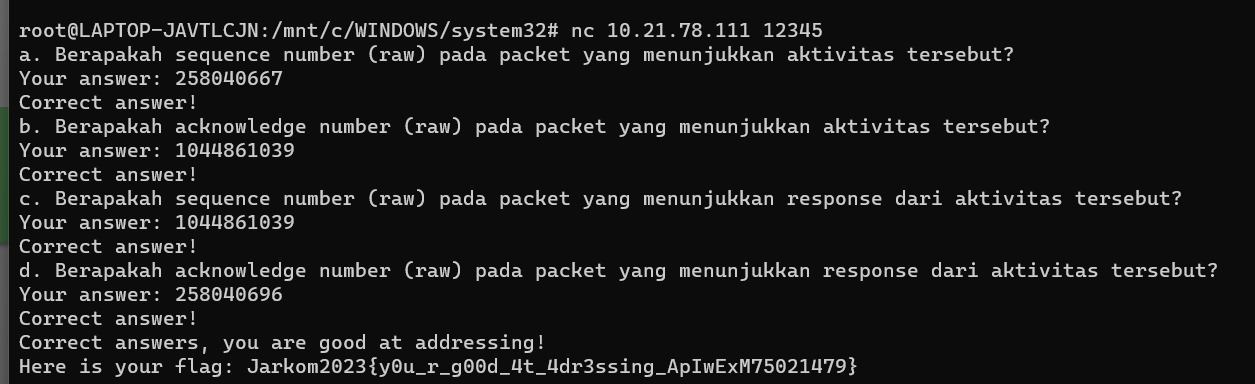 root@LAPTOP-JAVTLCJN:/mnt/c/WINDOWS/system32# nc 10.21.78.111 12345
a. Berapakah sequence number (raw) pada packet yang menunjukkan aktivitas tersebut?
Your answer: 258040667
Correct answer!
b. Berapakah acknowledge number (raw) pada packet yang menunjukkan aktivitas tersebut?
Your answer: 1044861039
Correct answer!
c. Berapakah sequence number (raw) pada packet yang menunjukkan response dari aktivitas tersebut?
Your answer: 1044861039
Correct answer!
d. Berapakah acknowledge number (raw) pada packet yang menunjukkan response dari aktivitas tersebut?
Your answer: 258040696
Correct answer!
Correct answers, you are good at addressing!
Here is your flag: Jarkom2023{y0u_r_g00d_4t_4dr3ssing_ApIwExM75021479}